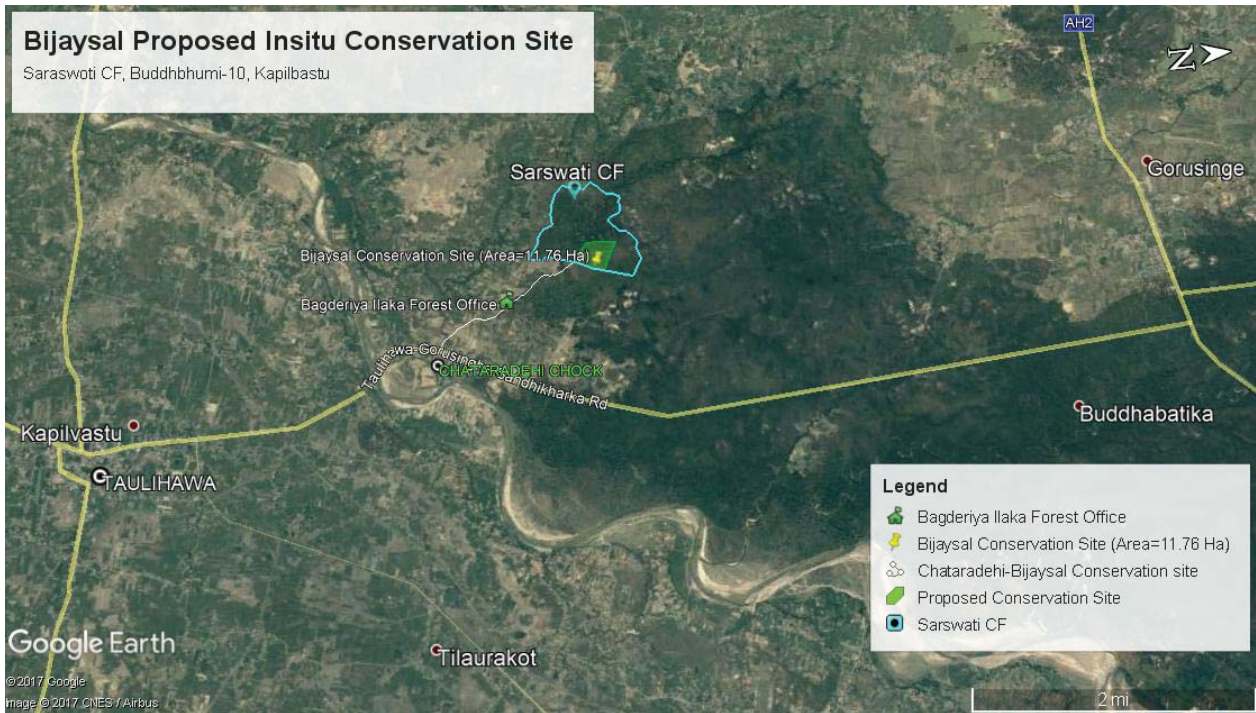 Bijaysal Proposed Insitu Conservation Site
Saraswoti CF, Buddhbhumi-10, Kapilbastu
AH2
N
Gorusinge
Sarswati CF
Bijaysal Conservation Site (Area=11.76 Ha)
Bagderiya Ilaka Forest Office
CHATARADEHI CHOCK
Buddhabatika
Kapilvastu
TAULIHAWA
Legend
Bagderiya Ilaka Forest Office
Bijaysal Conservation Site (Area=11.76 Ha)
Chataradehi-Bijaysal Conservation site
Proposed Conservation Site
Sarswati CF
Tilaurakot
Google Earth
©2017 Google
mage © 2017 CNES / Airbus
2 mi